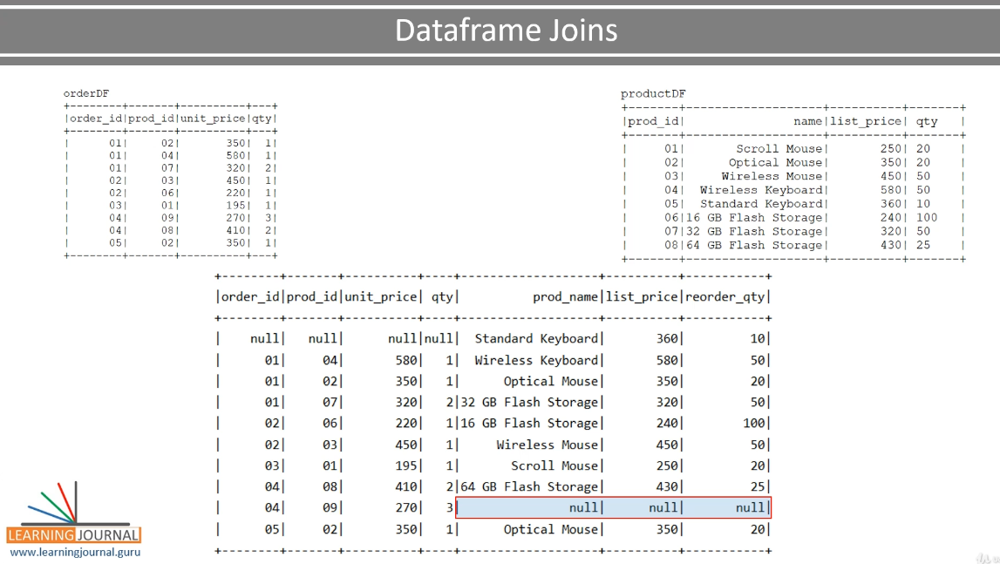 Dataframe Joins
orderDF
+--------+-------+----------+---+
|order_id|prod_id|unit_price|qty|
+--------+-------+----------+---+
| 01| 02| 350| 1|
| 01| 04| 580| 1|
| 01| 07| 320| 2|
| 02| 03| 450| 1|
| 02| 06| 220| 1|
| 03| 01| 195| 1|
| 04| 09| 270| 3|
| 04| 08| 410| 2|
| 05| 02| 350| 1|
+--------+-------+----------+---+
productDF
+-------+-------------------+----------+-------+
|prod_id| name|list_price| qty |
+-------+-------------------+----------+-------+
| 01| Scroll Mouse| 250| 20 |
| 02| Optical Mouse| 350| 20 |
| 03| Wireless Mouse| 450| 50 |
| 04| Wireless Keyboard| 580| 50 |
| 05| Standard Keyboard| 360| 10 |
| 06|16 GB Flash Storage| 240| 100 |
| 07|32 GB Flash Storage| 320| 50 |
| 08|64 GB Flash Storage| 430| 25 |
+-------+-------------------+----------+-------+
+--------+-------+----------+----+-------------------+----------+-----------+
|order_id|prod_id|unit_price| qty| prod_name|list_price|reorder_qty|
+--------+-------+----------+----+-------------------+----------+-----------+
| null| null| null|null| Standard Keyboard| 360| 10|
| 01| 04| 580| 1| Wireless Keyboard| 580| 50|
| 01| 02| 350| 1| Optical Mouse| 350| 20|
| 01| 07| 320| 2|32 GB Flash Storage| 320| 50|
| 02| 06| 220| 1|16 GB Flash Storage| 240| 100|
| 02| 03| 450| 1| Wireless Mouse| 450| 50|
| 03| 01| 195| 1| Scroll Mouse| 250| 20|
| 04| 08| 410| 2|64 GB Flash Storage| 430| 25|
| 04| 09| 270| 3| null| null| null|
| 05| 02| 350| 1| Optical Mouse| 350| 20|
+--------+-------+----------+----+-------------------+----------+-----------+
LEARNING JOURNAL
www.learningjournal.guru